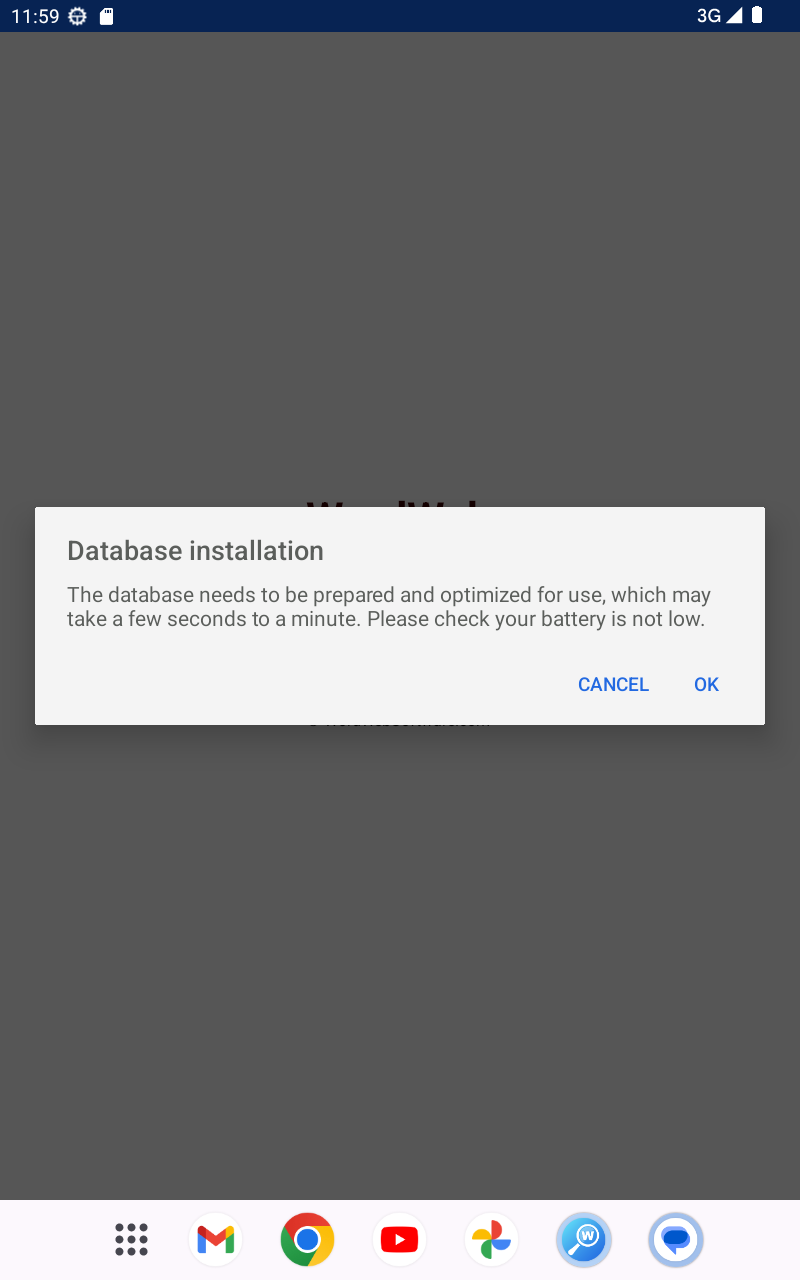 11:59
3G
Database installation
The database needs to be prepared and optimized for use, which may
take a few seconds to a minute. Please check your battery is not low.
CANCEL
OK
W